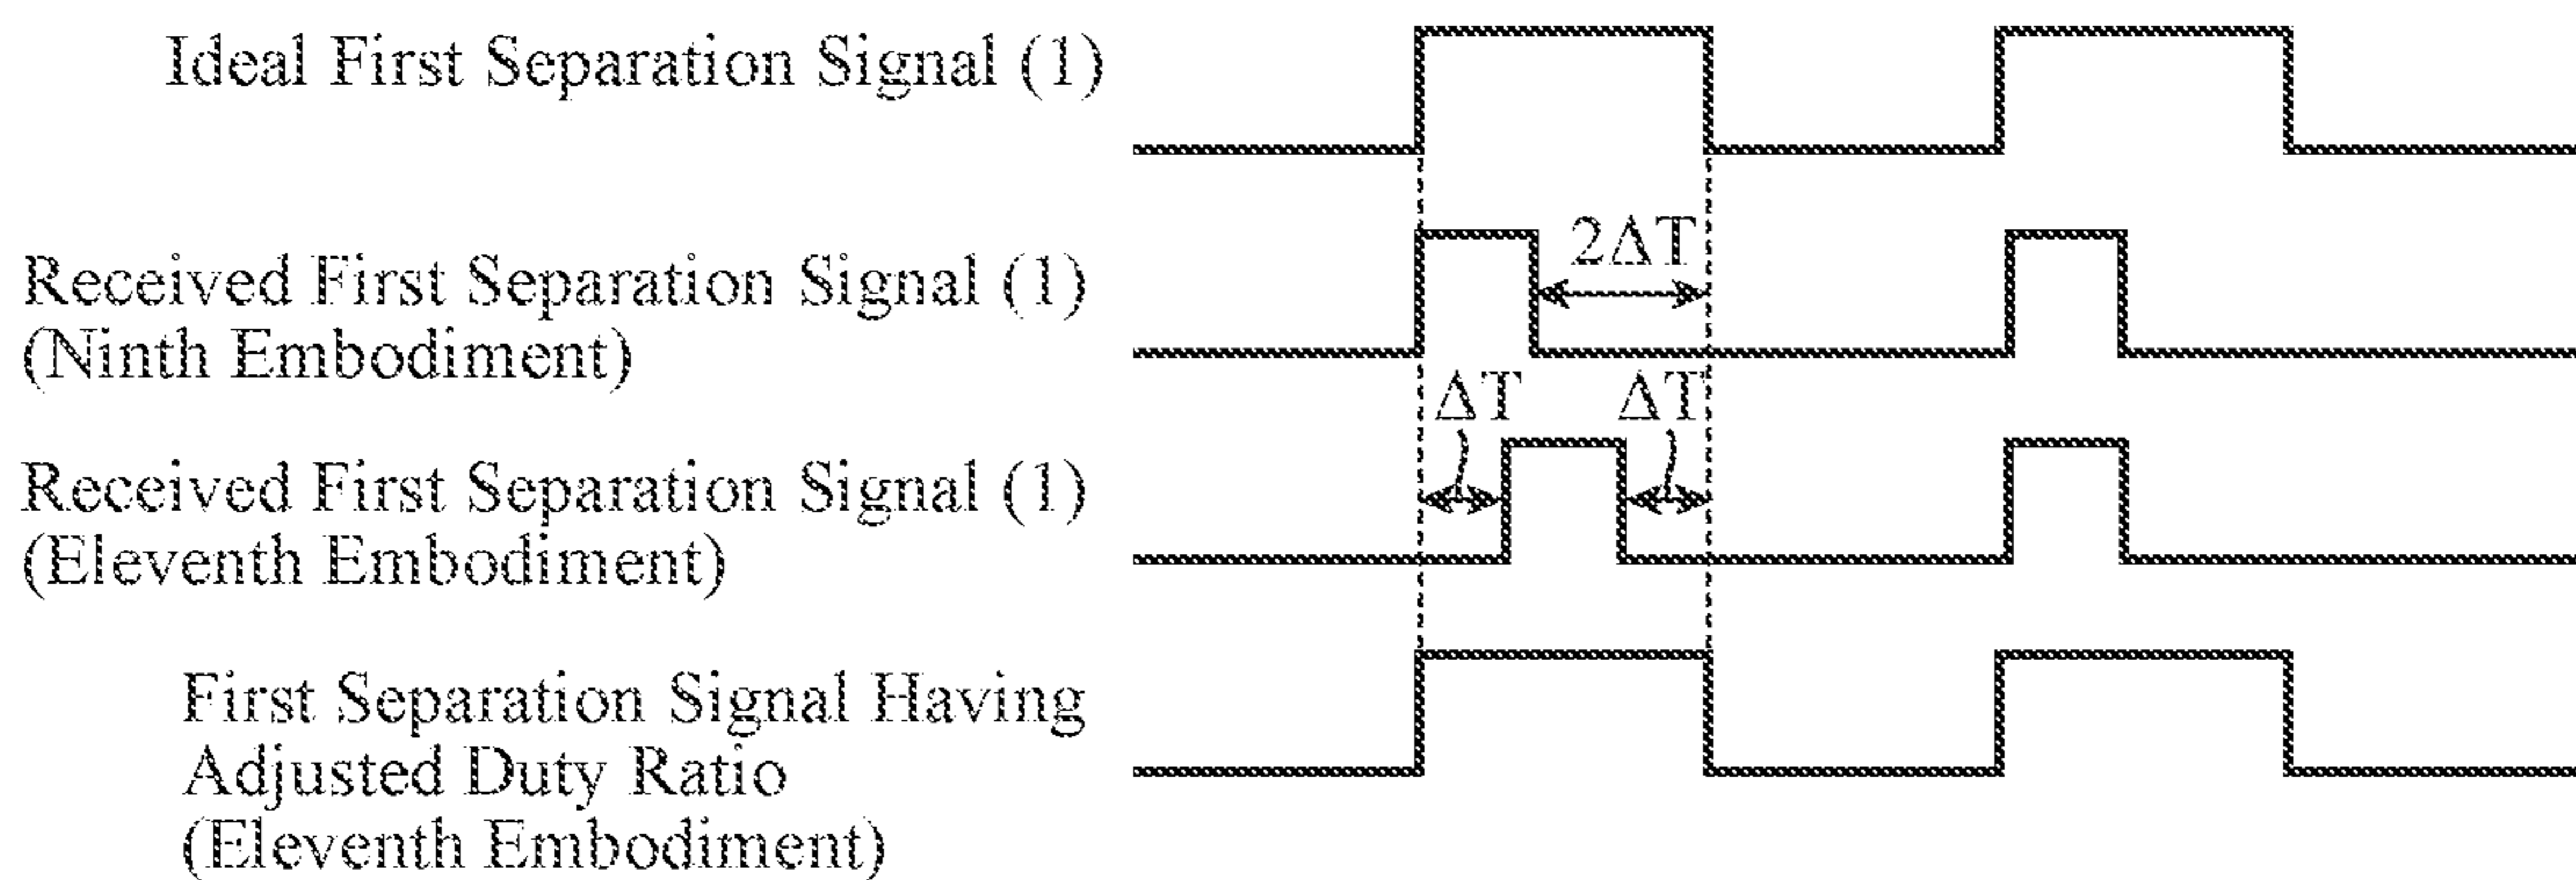 Ideal First Separation Signal (1)
2ΔT
Received First Separation Signal (1)
(Ninth Embodiment)
ΔT ΔT
Received First Separation Signal (1)
(Eleventh Embodiment)
First Separation Signal Having
Adjusted Duty Ratio
(Eleventh Embodiment)